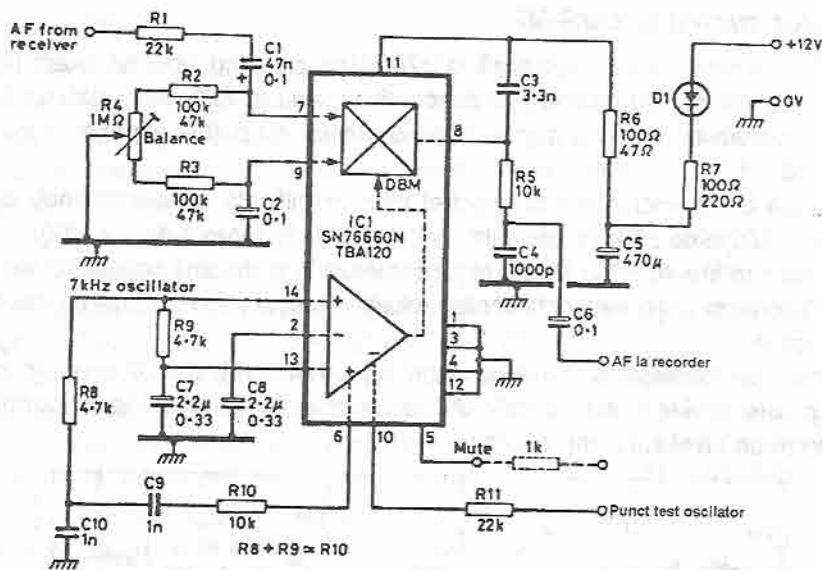 AF from
receiver
R1
22k
C1
47n
0·1
+
R2
100k
47k
R4
1MΩ
Balance
R3
100k
47k
C2
0·1
7
9
11
8
DBM
IC1
SN76660N
TBA120
C3
3·3n
R5
10k
C4
1000p
R6
100Ω
47Ω
C5
470µ
D1
R7
100Ω
220Ω
+12V
0V
C6
0·1
AF la recorder
7kHz oscillator
R9
4·7k
R8
4·7k
C7
2·2µ
0·33
C8
2·2µ
0·33
14
2
13
+
-
+
-
1
3
4
12
6
10
5
Mute
1k
C9
1n
R10
10k
C10
1n
R11
22k
Punct test oscilator
R8 + R9 ≃ R10